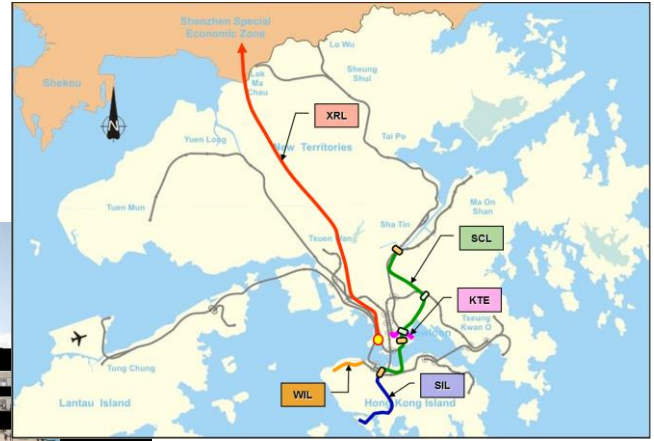 Shenzhen Special
Economic Zone
Lo Wu
Shekou
Lok
Ma
Chau
Sheung
Shui
XRL
N
Yuen Long
New Territories
Tai Po
Tuen Mun
Ma On
Shan
Sha Tin
Tsuen Wan
SCL
KTE
Tseung
Kwan O
Tung Chung
WIL
SIL
Lantau Island
Hong Kong Island